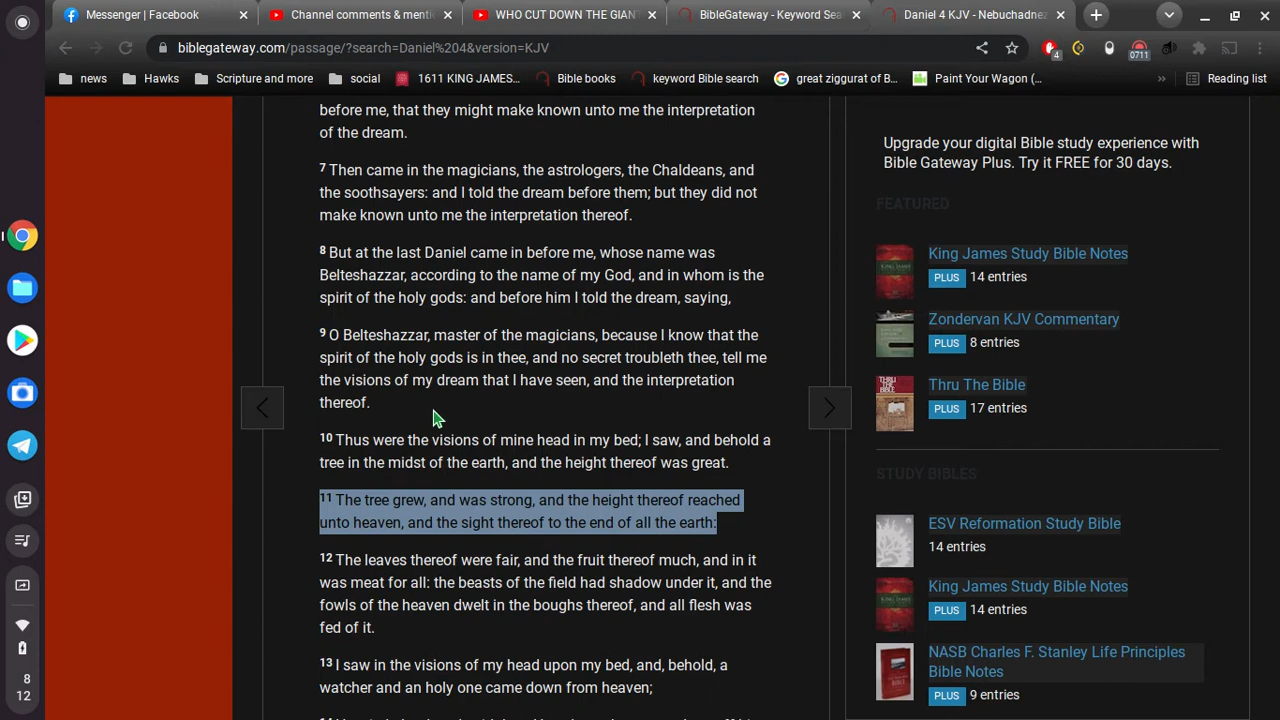 Messenger | Facebook
Channel comments & menti
WHO CUT DOWN THE GIAN
BibleGateway - Keyword Sea
Daniel 4 KJV - Nebuchadnez
biblegateway.com/passage/?search=Daniel%204&version=KJV
4
0711
news
Hawks
Scripture and more
social
1611 KING JAMES...
Bible books
keyword Bible search
great ziggurat of B...
Paint Your Wagon (...
»
Reading list
before me, that they might make known unto me the interpretation
of the dream.
7 Then came in the magicians, the astrologers, the Chaldeans, and
the soothsayers: and I told the dream before them; but they did not
make known unto me the interpretation thereof.
8 But at the last Daniel came in before me, whose name was
Belteshazzar, according to the name of my God, and in whom is the
spirit of the holy gods: and before him I told the dream, saying,
9 O Belteshazzar, master of the magicians, because I know that the
spirit of the holy gods is in thee, and no secret troubleth thee, tell me
the visions of my dream that I have seen, and the interpretation
thereof.
10 Thus were the visions of mine head in my bed; I saw, and behold a
tree in the midst of the earth, and the height thereof was great.
11 The tree grew, and was strong, and the height thereof reached
unto heaven, and the sight thereof to the end of all the earth:
12 The leaves thereof were fair, and the fruit thereof much, and in it
was meat for all: the beasts of the field had shadow under it, and the
fowls of the heaven dwelt in the boughs thereof, and all flesh was
fed of it.
13 I saw in the visions of my head upon my bed, and, behold, a
watcher and an holy one came down from heaven;
Upgrade your digital Bible study experience with
Bible Gateway Plus. Try it FREE for 30 days.
FEATURED
King James Study Bible Notes
PLUS 14 entries
Zondervan KJV Commentary
PLUS 8 entries
Thru The Bible
PLUS 17 entries
STUDY BIBLES
ESV Reformation Study Bible
14 entries
King James Study Bible Notes
PLUS 14 entries
NASB Charles F. Stanley Life Principles
Bible Notes
PLUS 9 entries
8
12